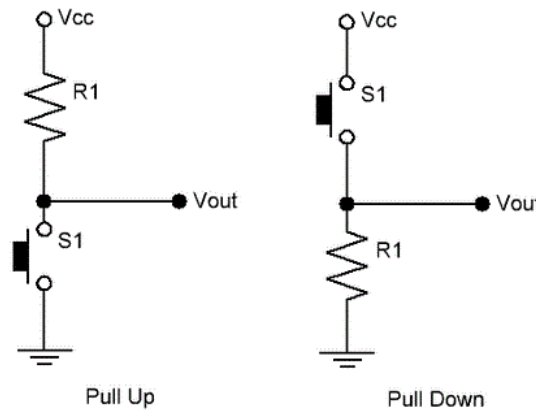 Vcc
R1
Vout
S1
Pull Up
Vcc
S1
Vout
R1
Pull Down